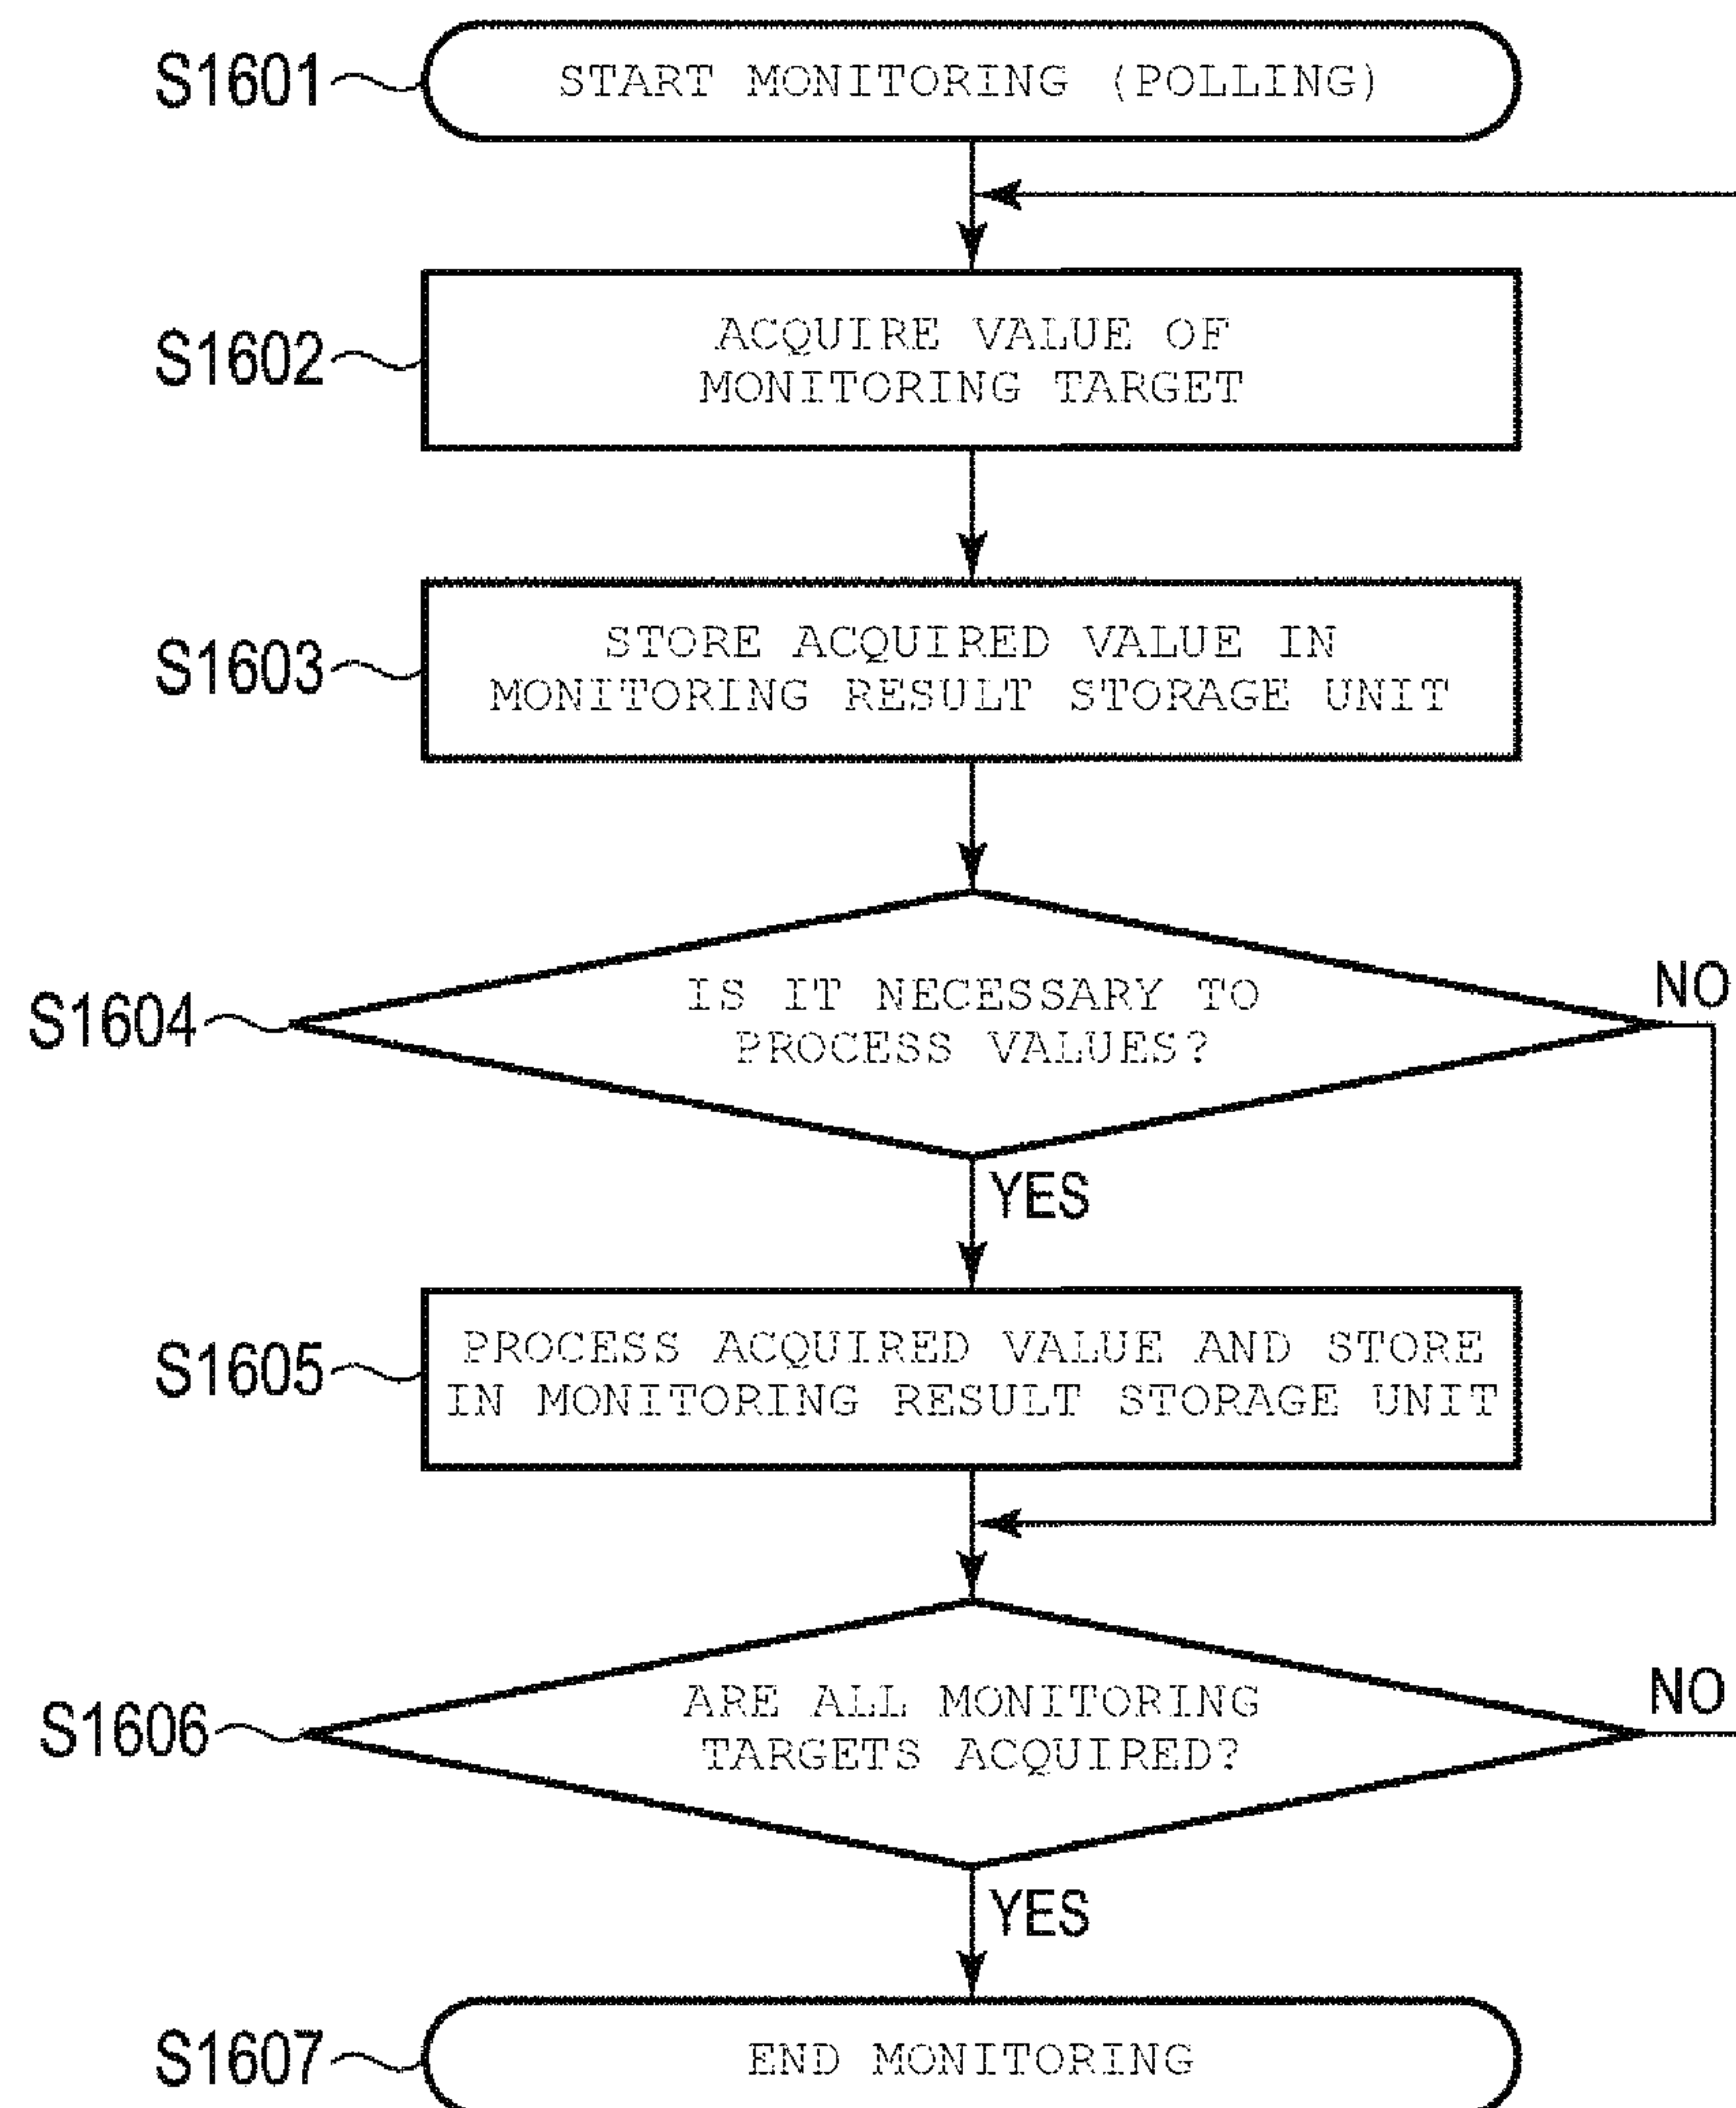 S1601
START MONITORING (POLLING)
S1602
ACQUIRE VALUE OF
MONITORING TARGET
S1603
STORE ACQUIRED VALUE IN
MONITORING RESULT STORAGE UNIT
S1604
IS IT NECESSARY TO
PROCESS VALUES?
NO
YES
S1605
PROCESS ACQUIRED VALUE AND STORE
IN MONITORING RESULT STORAGE UNIT
S1606
ARE ALL MONITORING
TARGETS ACQUIRED?
NO
YES
S1607
END MONITORING